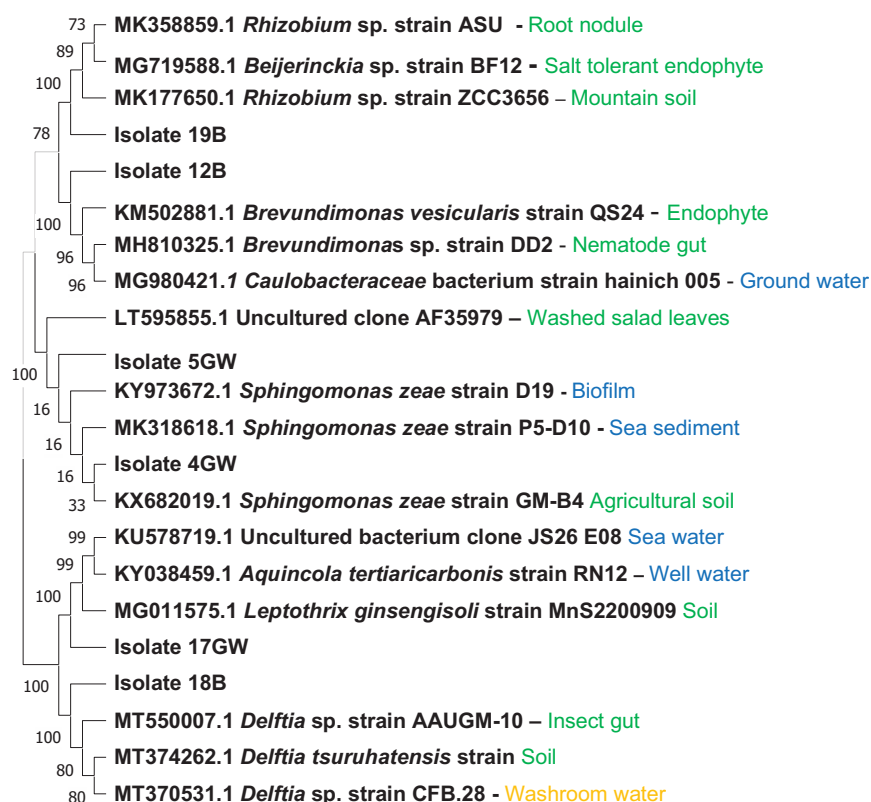 73
MK358859.1 Rhizobium sp. strain ASU - Root nodule
89
MG719588.1 Beijerinckia sp. strain BF12 - Salt tolerant endophyte
100
MK177650.1 Rhizobium sp. strain ZCC3656 – Mountain soil
78
Isolate 19B
Isolate 12B
KM502881.1 Brevundimonas vesicularis strain QS24 - Endophyte
100
MH810325.1 Brevundimonas sp. strain DD2 - Nematode gut
96
MG980421.1 Caulobacteraceae bacterium strain hainich 005 - Ground water
96
LT595855.1 Uncultured clone AF35979 – Washed salad leaves
Isolate 5GW
100
KY973672.1 Sphingomonas zeae strain D19 - Biofilm
16
MK318618.1 Sphingomonas zeae strain P5-D10 - Sea sediment
16
Isolate 4GW
16
KX682019.1 Sphingomonas zeae strain GM-B4 Agricultural soil
33
KU578719.1 Uncultured bacterium clone JS26 E08 Sea water
99
KY038459.1 Aquincola tertiaricarbonis strain RN12 – Well water
99
MG011575.1 Leptothrix ginsengisoli strain MnS2200909 Soil
100
Isolate 17GW
Isolate 18B
100
MT550007.1 Delftia sp. strain AAUGM-10 – Insect gut
100
MT374262.1 Delftia tsuruhatensis strain Soil
80
MT370531.1 Delftia sp. strain CFB.28 - Washroom water
80